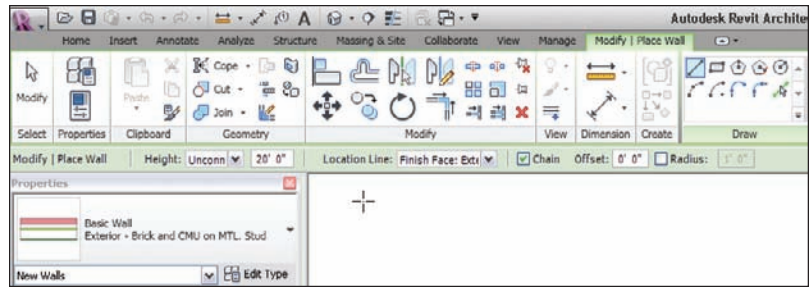 Autodesk Revit Archite
Home Insert Annotate Analyze Structure Massing & Site Collaborate View Manage Modify | Place Wall
Modify Paste Cope Cut Join
Select Properties Clipboard Geometry Modify View Dimension Create Draw
Modify | Place Wall Height: Unconn 20' 0" Location Line: Finish Face: Exte Chain Offset: 0' 0" Radius: 1' 0"
Properties
Basic Wall
Exterior - Brick and CMU on MTL. Stud
New Walls Edit Type